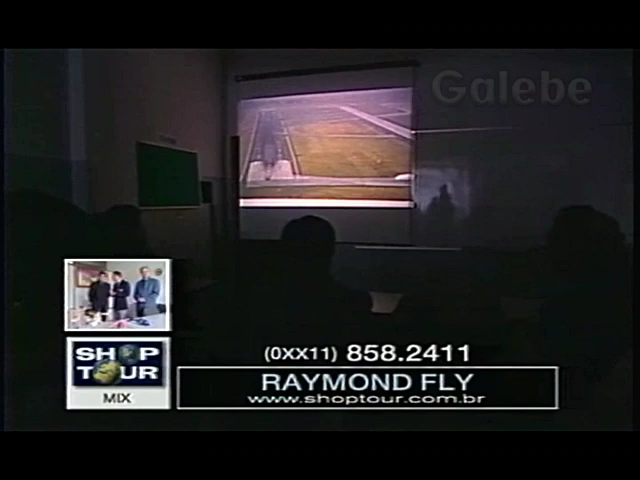 Galebe
(0XX11) 858.2411
SHOP
TOUR
MIX
RAYMOND FLY
www.shoptour.com.br